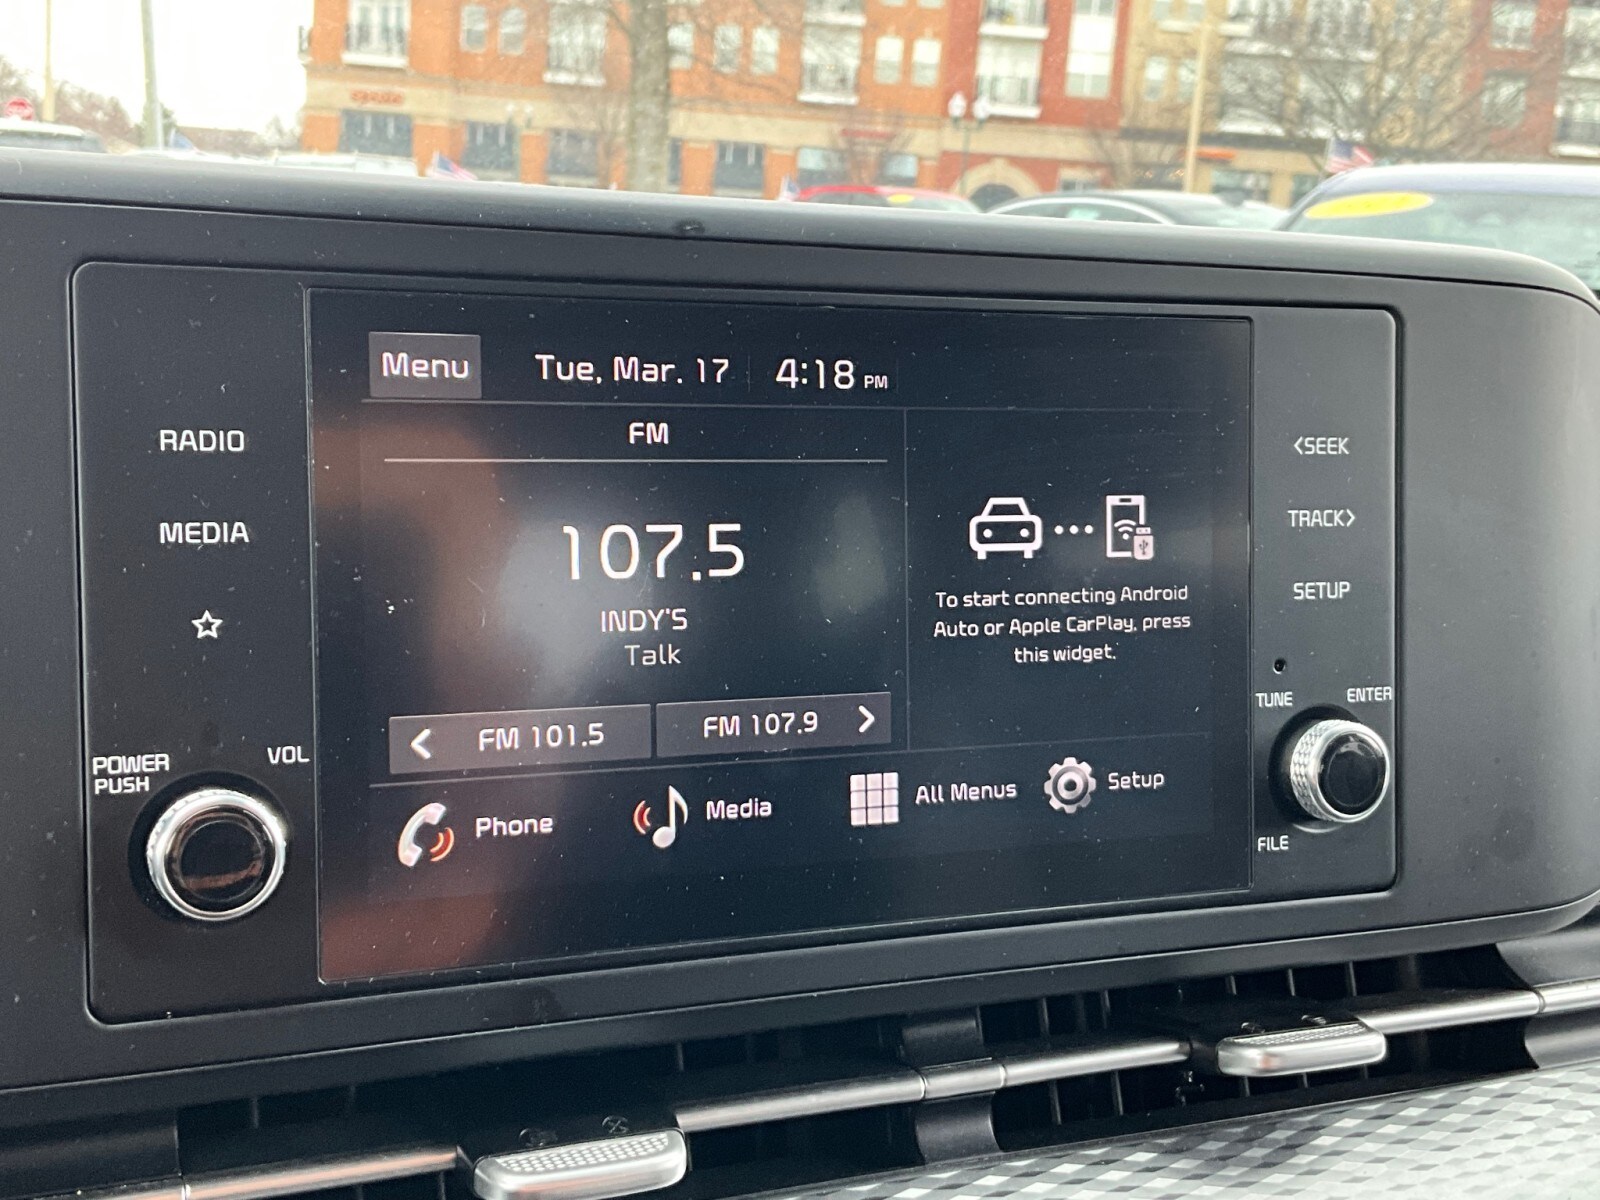 Menu
Tue, Mar. 17
4:18 PM
FM
107.5
INDY'S
Talk
FM 101.5
FM 107.9
To start connecting Android
Auto or Apple CarPlay, press
this widget.
Phone
Media
All Menus
Setup
RADIO
MEDIA
POWER
PUSH
VOL
<SEEK
TRACK>
SETUP
TUNE
ENTER
FILE